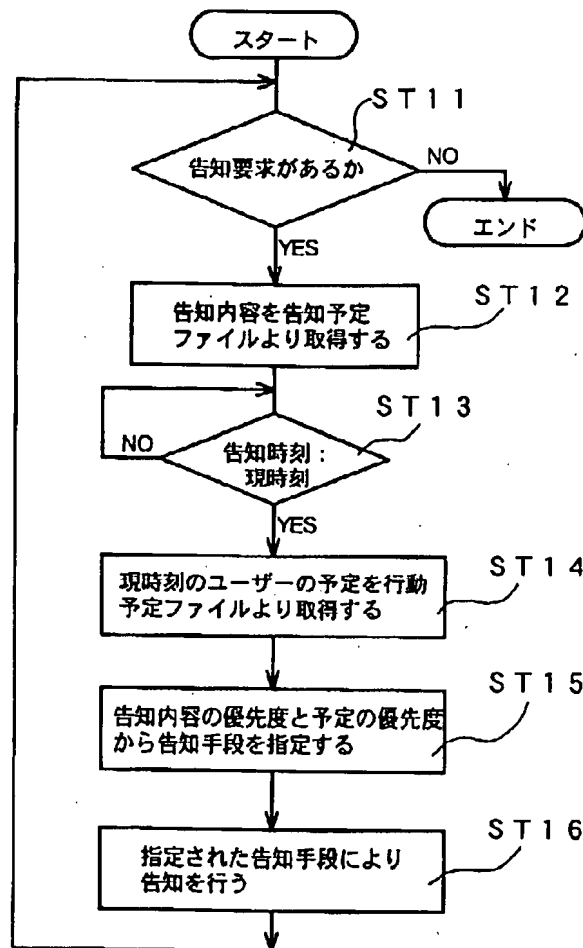 スタート
ST11
告知要求があるか
NO
エンド
YES
ST12
告知内容を告知予定
ファイルより取得する
ST13
NO
告知時刻:
現時刻
YES
ST14
現時刻のユーザーの予定を行動
予定ファイルより取得する
ST15
告知内容の優先度と予定の優先度
から告知手段を指定する
ST16
指定された告知手段により
告知を行う